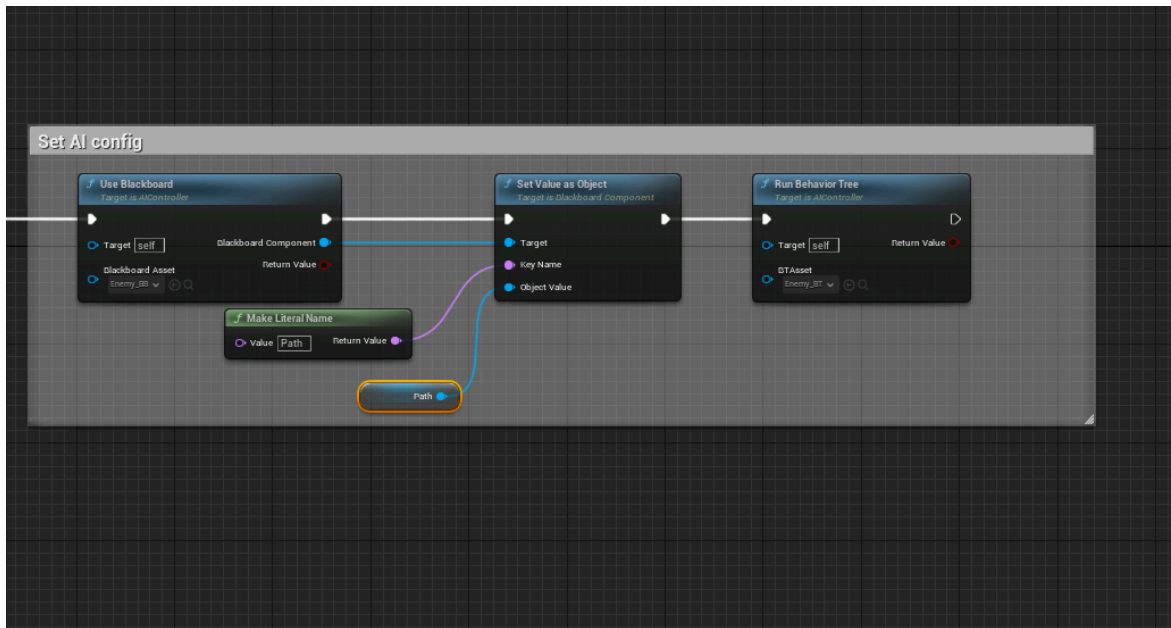 Set AI config
Use Blackboard
Target is AIController
Target self
Blackboard Component
Return Value
Blackboard Asset
Enemy_BB
Make Literal Name
Value Path
Return Value
Path
Set Value as Object
Target is Blackboard Component
Target
Key Name
Object Value
Run Behavior Tree
Target is AIController
Target self
Return Value
BTAsset
Enemy_BT